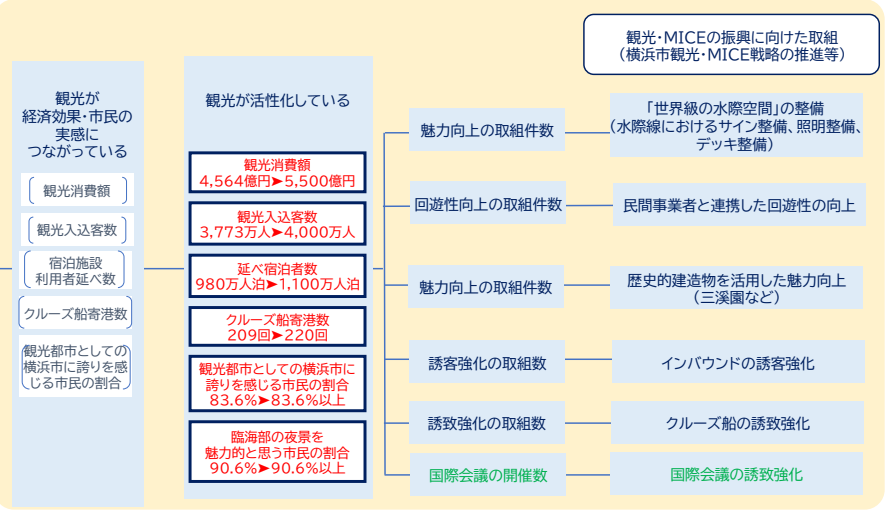 観光・MICEの振興に向けた取組
（横浜市観光・MICE戦略の推進等）
観光が
経済効果・市民の
実感に
つながっている
観光消費額
観光入込客数
宿泊施設
利用者延べ数
クルーズ船寄港数
観光都市としての
横浜市に誇りを感
じる市民の割合
観光が活性化している
観光消費額
4,564億円➤5,500億円
観光入込客数
3,773万人➤4,000万人
延べ宿泊者数
980万人泊➤1,100万人泊
クルーズ船寄港数
209回➤220回
観光都市としての横浜市に
誇りを感じる市民の割合
83.6%➤83.6%以上
臨海部の夜景を
魅力的と思う市民の割合
90.6%➤90.6%以上
魅力向上の取組件数
「世界級の水際空間」の整備
（水際線におけるサイン整備、照明整備、
デッキ整備）
回遊性向上の取組件数
民間事業者と連携した回遊性の向上
魅力向上の取組件数
歴史的建造物を活用した魅力向上
（三溪園など）
誘客強化の取組数
インバウンドの誘客強化
誘致強化の取組数
クルーズ船の誘致強化
国際会議の開催数
国際会議の誘致強化